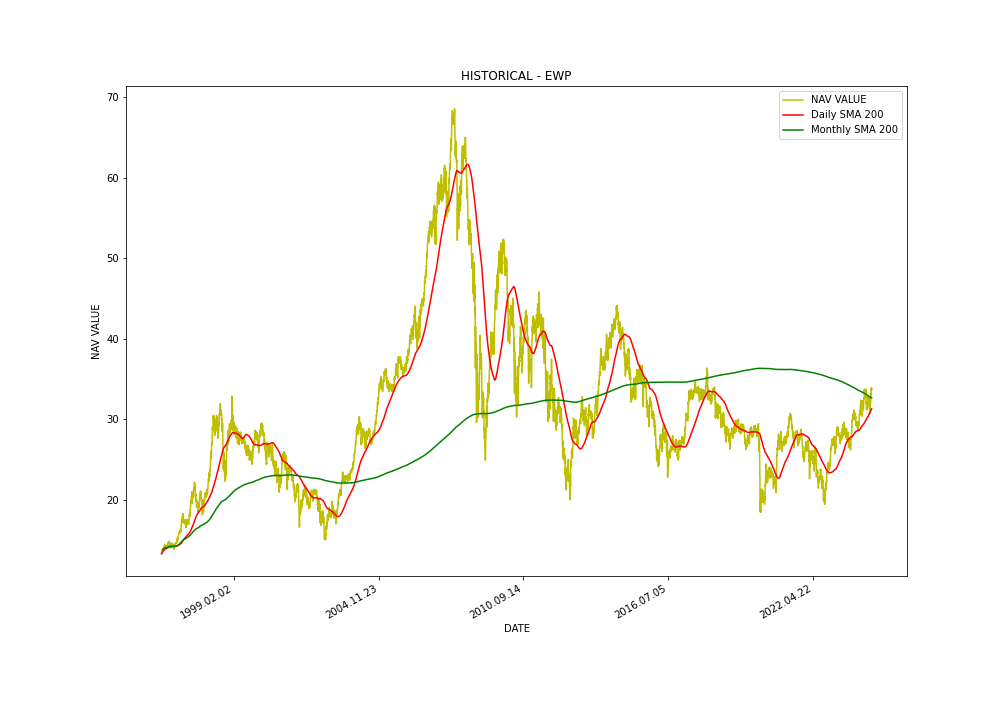 HISTORICAL - EWP
NAV VALUE
Daily SMA 200
Monthly SMA 200
70
60
50
40
30
20
NAV VALUE
1999.02.02
2004.11.23
2010.09.14
2016.07.05
2022.04.22
DATE